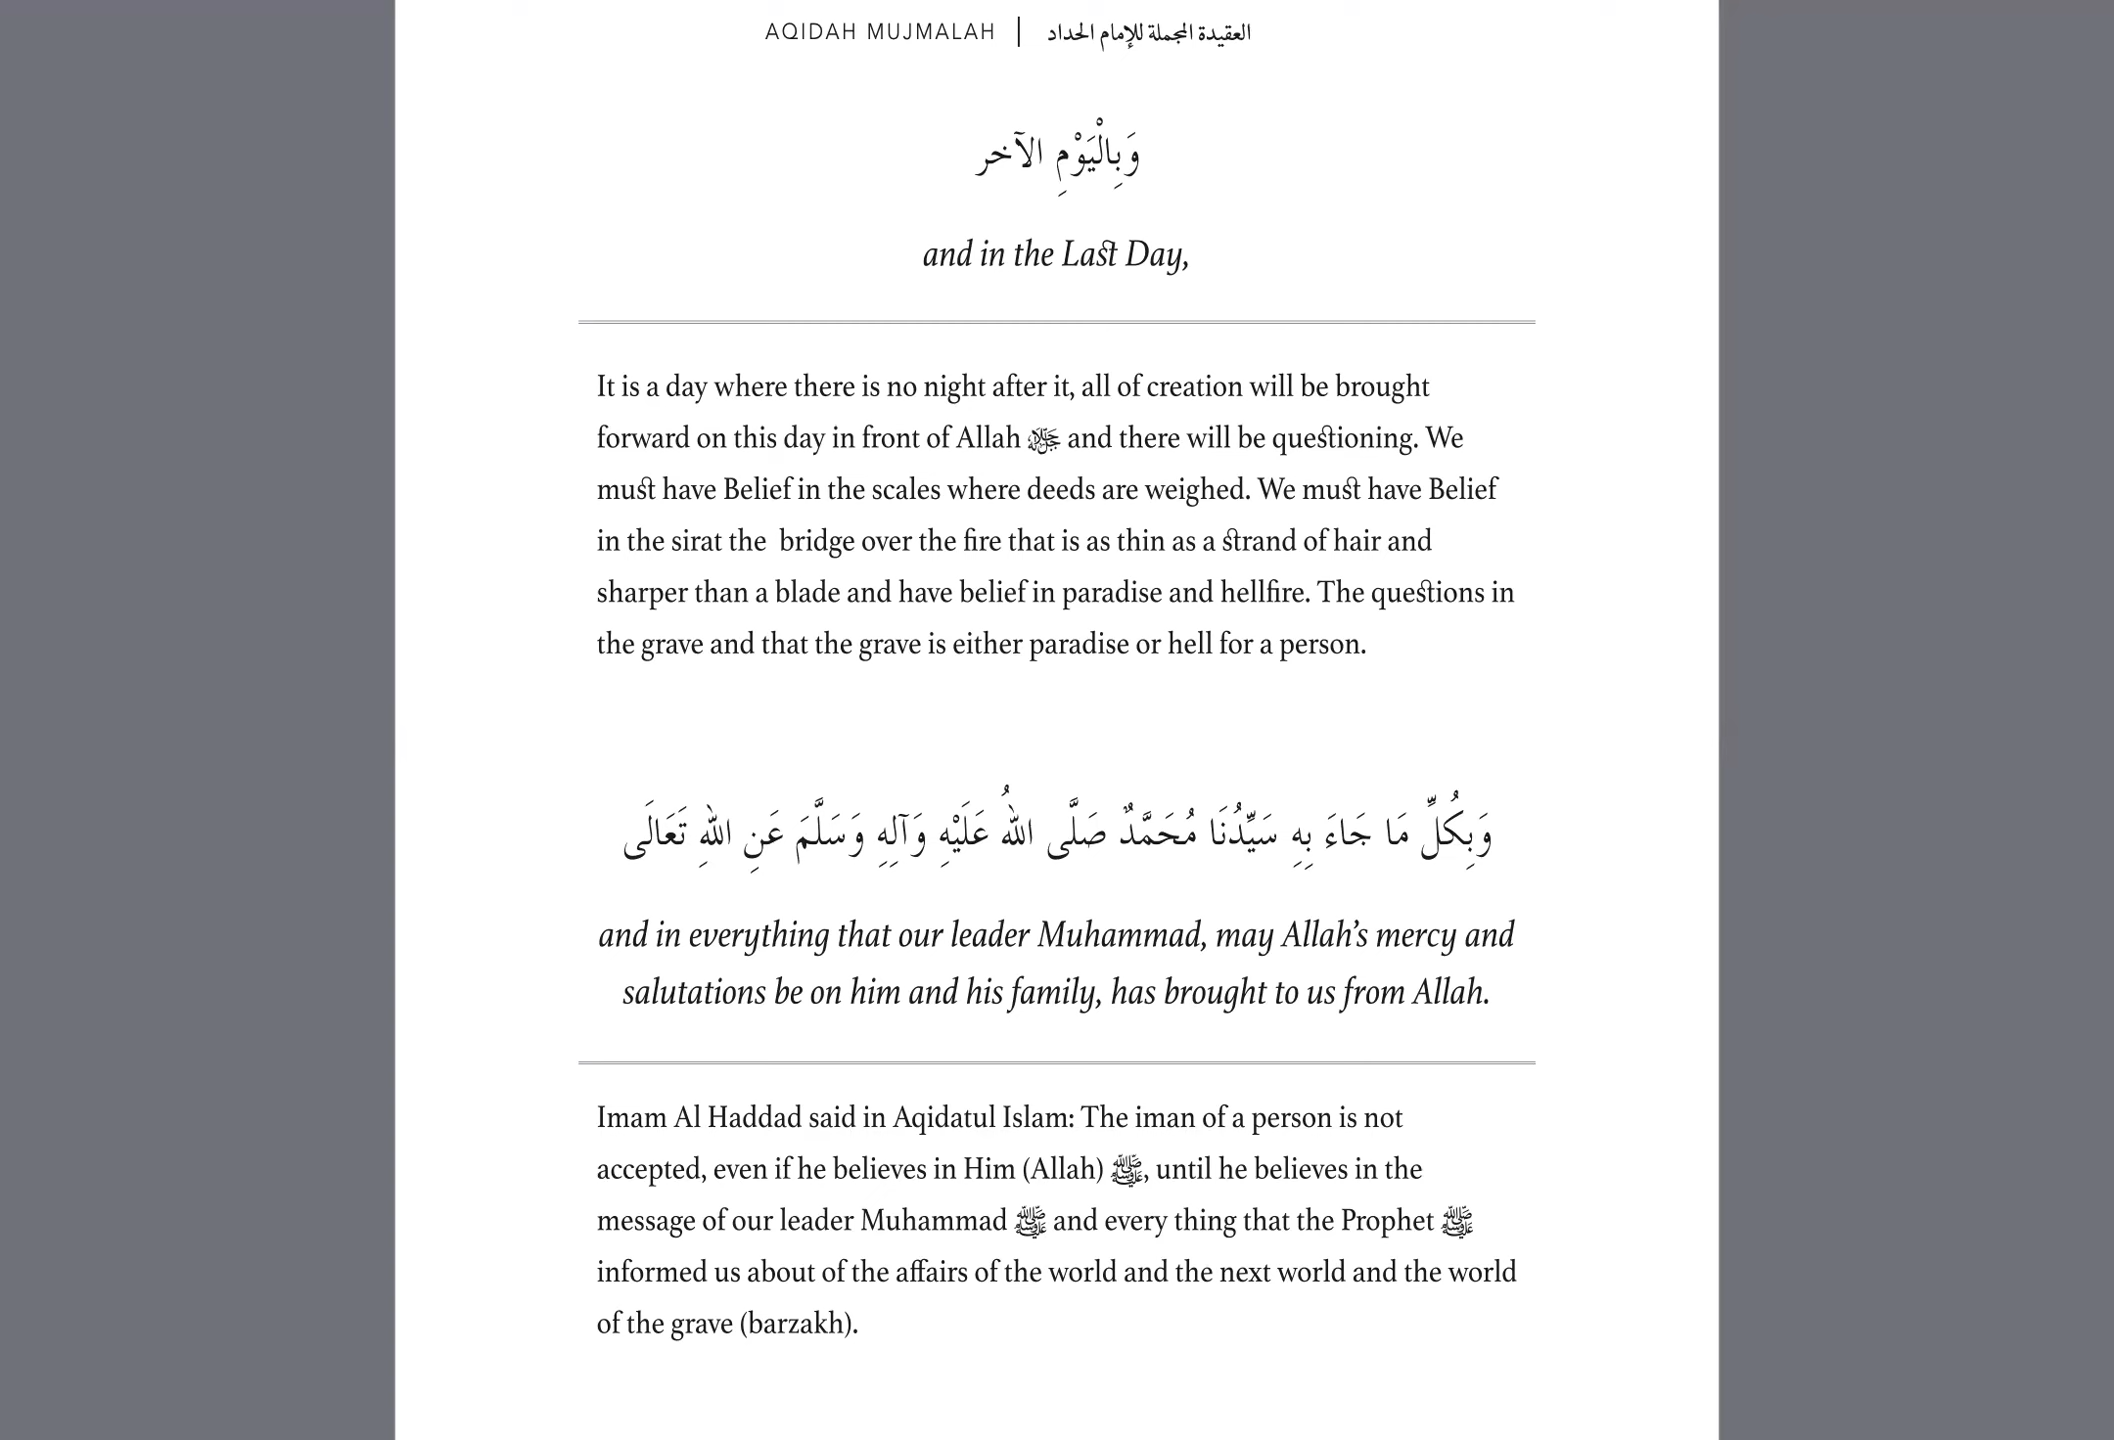 AQIDAH MUJMALAH | العقيدة المجملة للإمام الحداد
وَبِالْيَوْمِ الآخر
and in the Last Day,
It is a day where there is no night after it, all of creation will be brought
forward on this day in front of Allah ﷻ and there will be questioning. We
must have Belief in the scales where deeds are weighed. We must have Belief
in the sirat the  bridge over the fire that is as thin as a strand of hair and
sharper than a blade and have belief in paradise and hellfire. The questions in
the grave and that the grave is either paradise or hell for a person.
وَبِكُلِّ مَا جَاءَ بِهِ سَيِّدُنَا مُحَمَّدٌ صَلَّى اللهُ عَلَيْهِ وَآلِهِ وَسَلَّمَ عَنِ اللهِ تَعَالَى
and in everything that our leader Muhammad, may Allah’s mercy and
salutations be on him and his family, has brought to us from Allah.
Imam Al Haddad said in Aqidatul Islam: The iman of a person is not
accepted, even if he believes in Him (Allah) ﷺ, until he believes in the
message of our leader Muhammad ﷺ and every thing that the Prophet ﷺ
informed us about of the affairs of the world and the next world and the world
of the grave (barzakh).